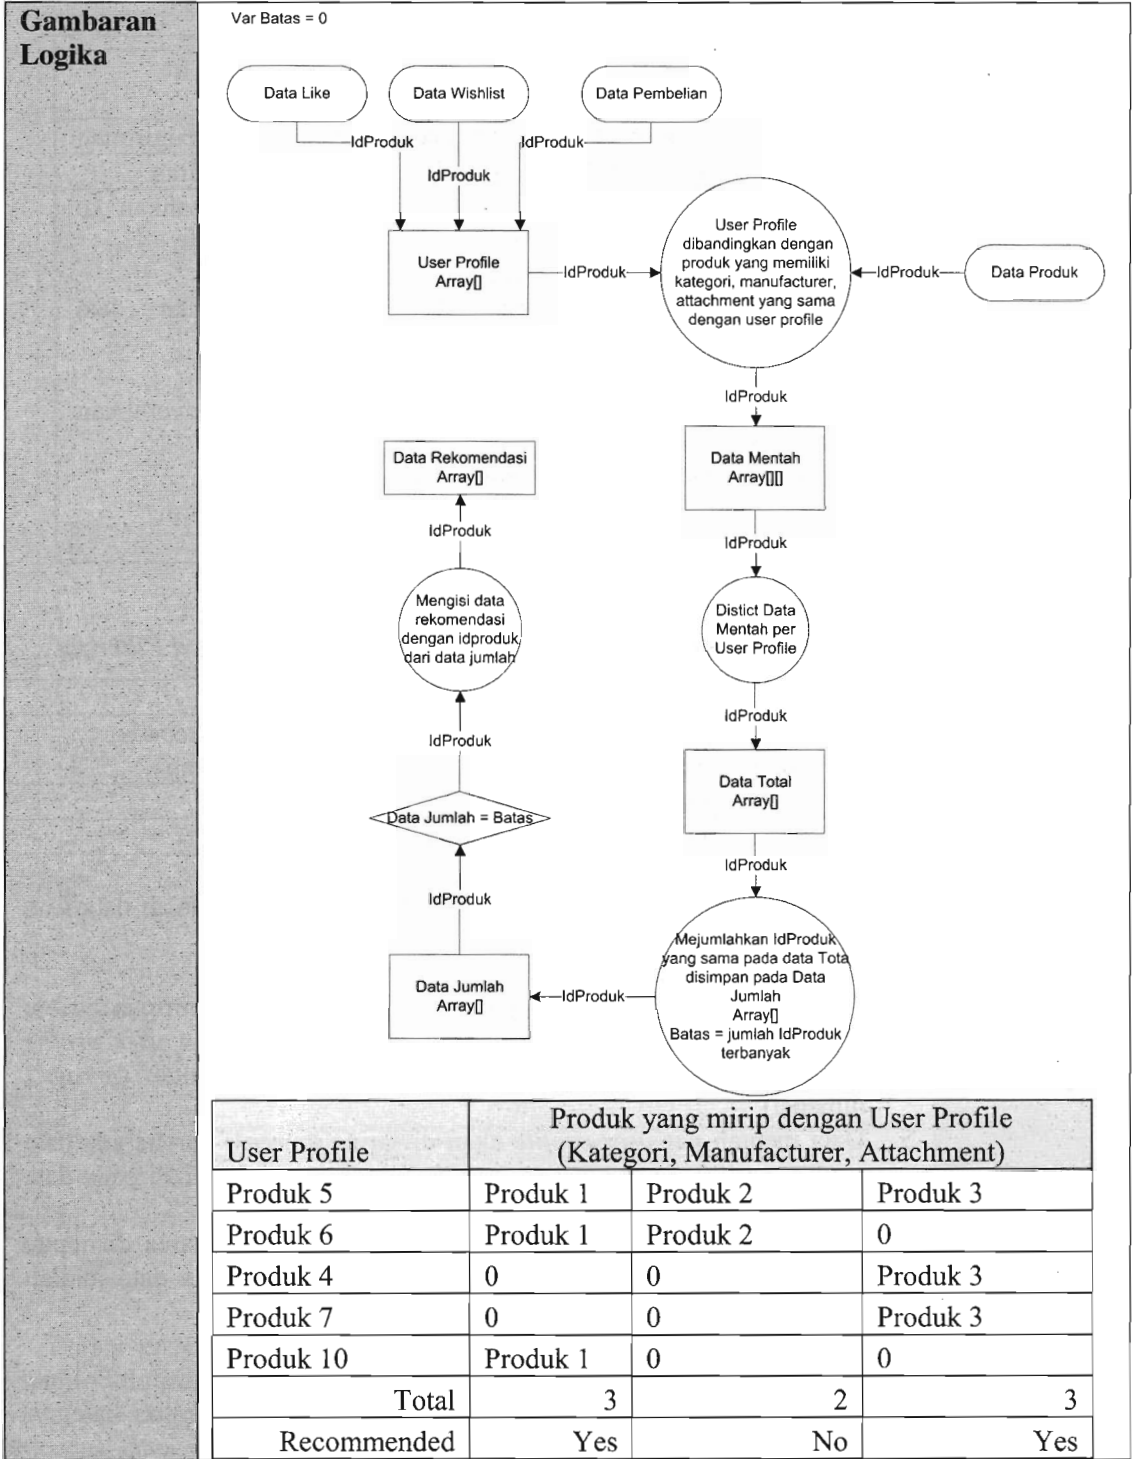 Gambaran
Logika
Var Batas = 0
Data Like
Data Wishlist
Data Pembelian
IdProduk
IdProduk
IdProduk
User Profile
Array[]
IdProduk
User Profile
dibandingkan dengan
produk yang memiliki
kategori, manufacturer,
attachment yang sama
dengan user profile
IdProduk
Data Produk
IdProduk
Data Mentah
Array[][]
IdProduk
Distict Data
Mentah per
User Profile
IdProduk
Data Total
Array[]
IdProduk
Mejumlahkan IdProduk
yang sama pada data Tota
disimpan pada Data
Jumlah
Array[]
Batas = jumlah IdProduk
terbanyak
IdProduk
Data Jumlah
Array[]
IdProduk
Data Jumlah = Batas
IdProduk
Mengisi data
rekomendasi
dengan idproduk
dari data jumlah
IdProduk
Data Rekomendasi
Array[]
User Profile
Produk yang mirip dengan User Profile
(Kategori, Manufacturer, Attachment)
Produk 5 Produk 1 Produk 2 Produk 3
Produk 6 Produk 1 Produk 2 0
Produk 4 0 0 Produk 3
Produk 7 0 0 Produk 3
Produk 10 Produk 1 0 0
Total 3 2 3
Recommended Yes No Yes